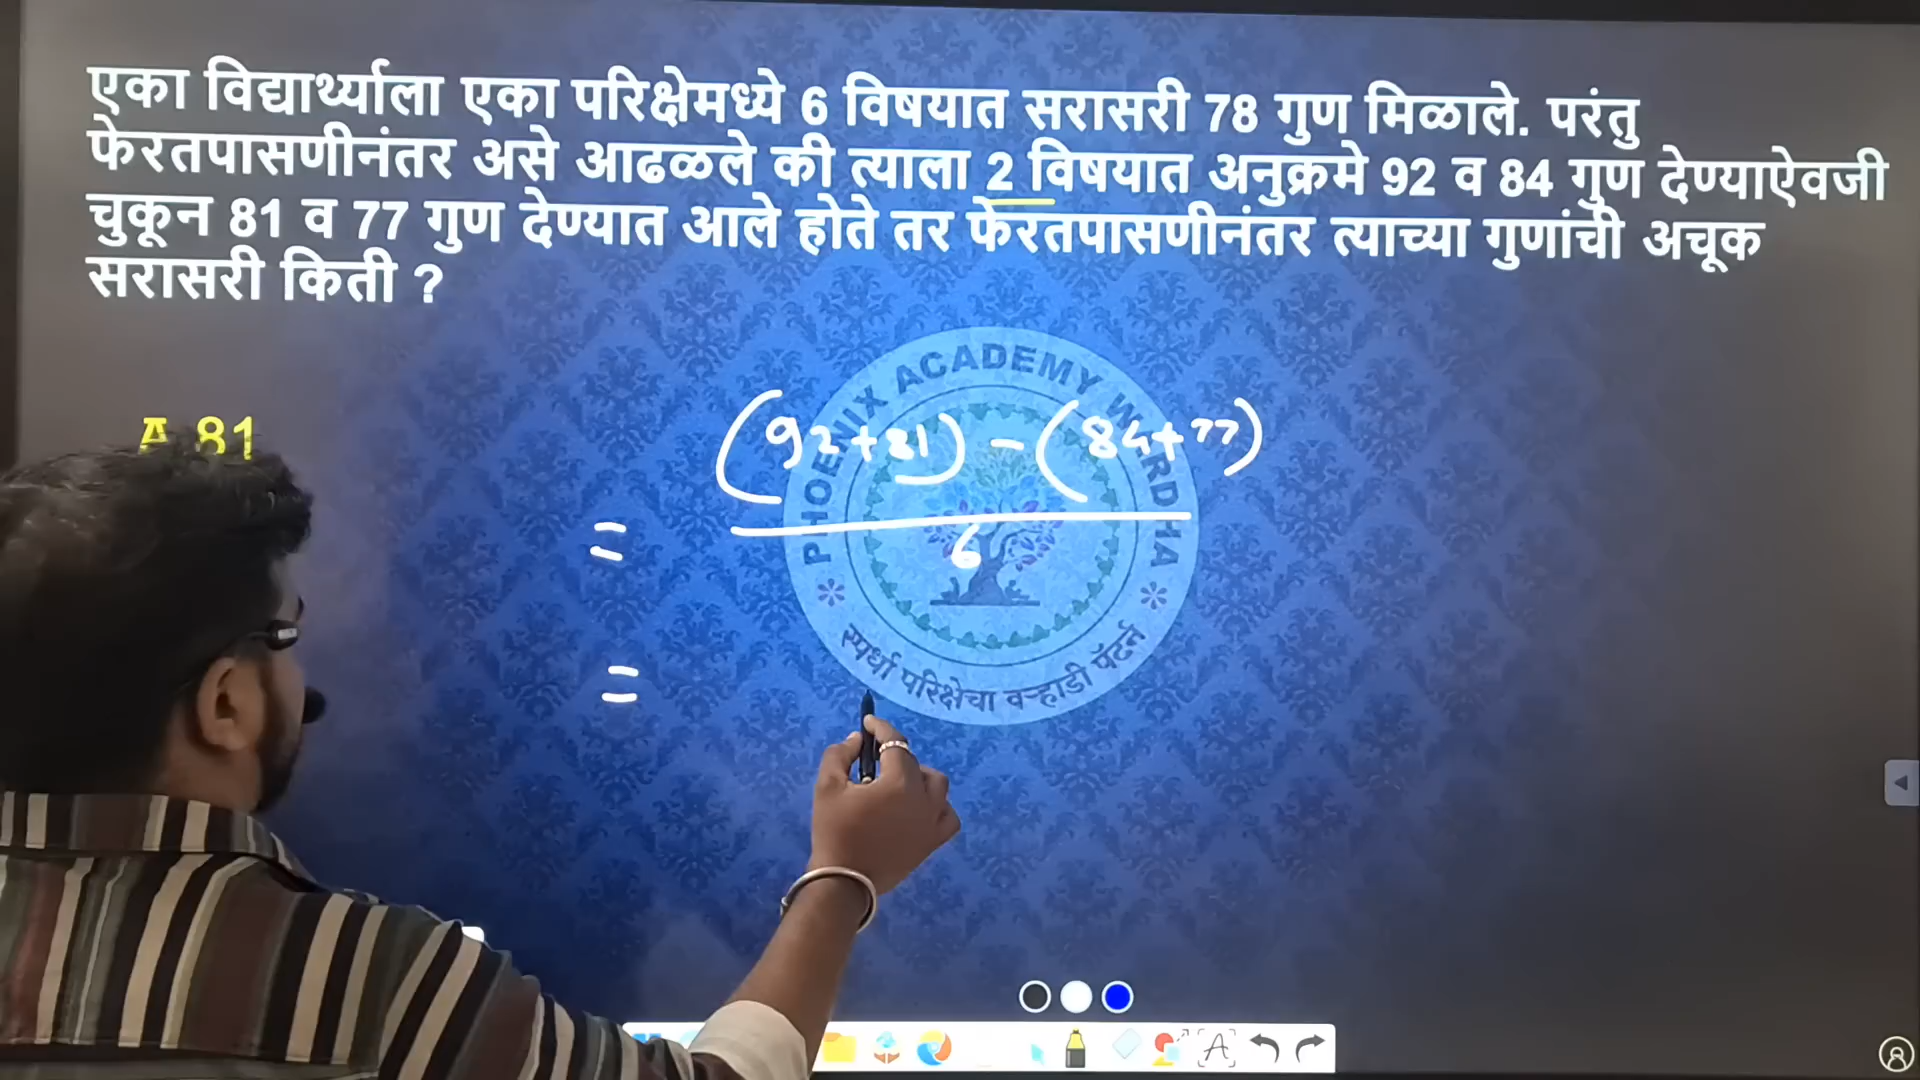 एका विद्यार्थ्याला एका परिक्षेमध्ये 6 विषयात सरासरी 78 गुण मिळाले. परंतु
फेरतपासणीनंतर असे आढळले की त्याला 2 विषयात अनुक्रमे 92 व 84 गुण देण्याऐवजी
चुकून 81 व 77 गुण देण्यात आले होते तर फेरतपासणीनंतर त्याच्या गुणांची अचूक
सरासरी किती ?
A 81
(92+81) - (84+77)
=
6
=
PHOENIX ACADEMY WARDHA
स्पर्धा परिक्षेचा वऱ्हाडी पॅटर्न